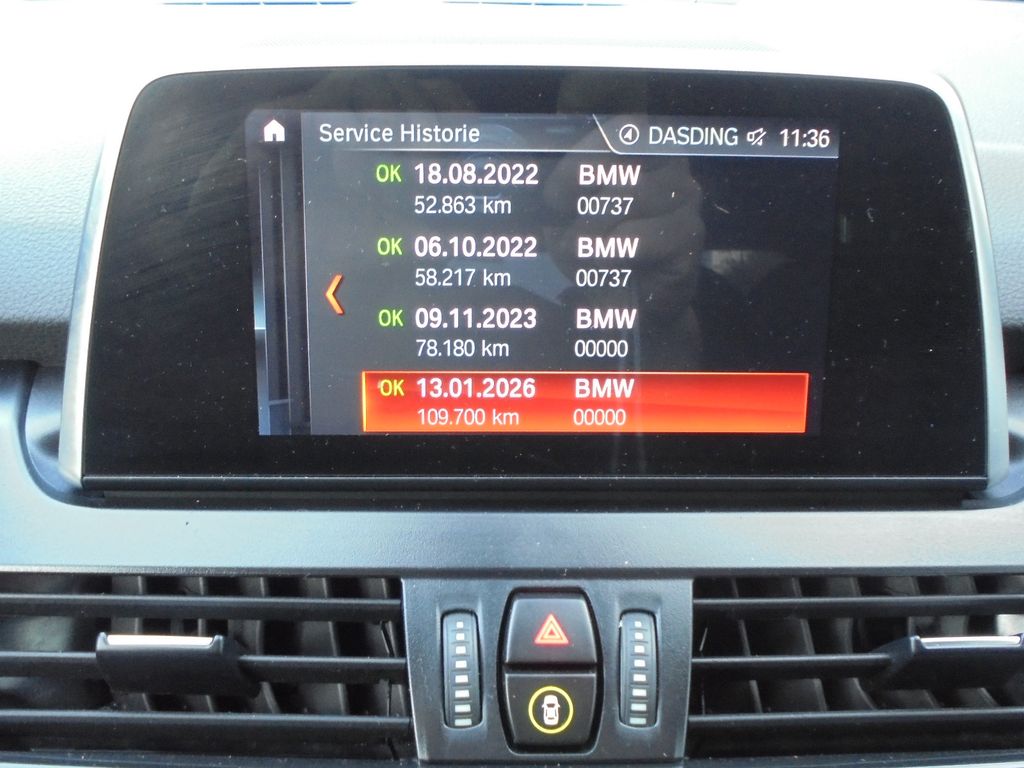 Service Historie
DASDING 11:36
OK 18.08.2022 BMW
52.863 km 00737
OK 06.10.2022 BMW
58.217 km 00737
OK 09.11.2023 BMW
78.180 km 00000
OK 13.01.2026 BMW
109.700 km 00000